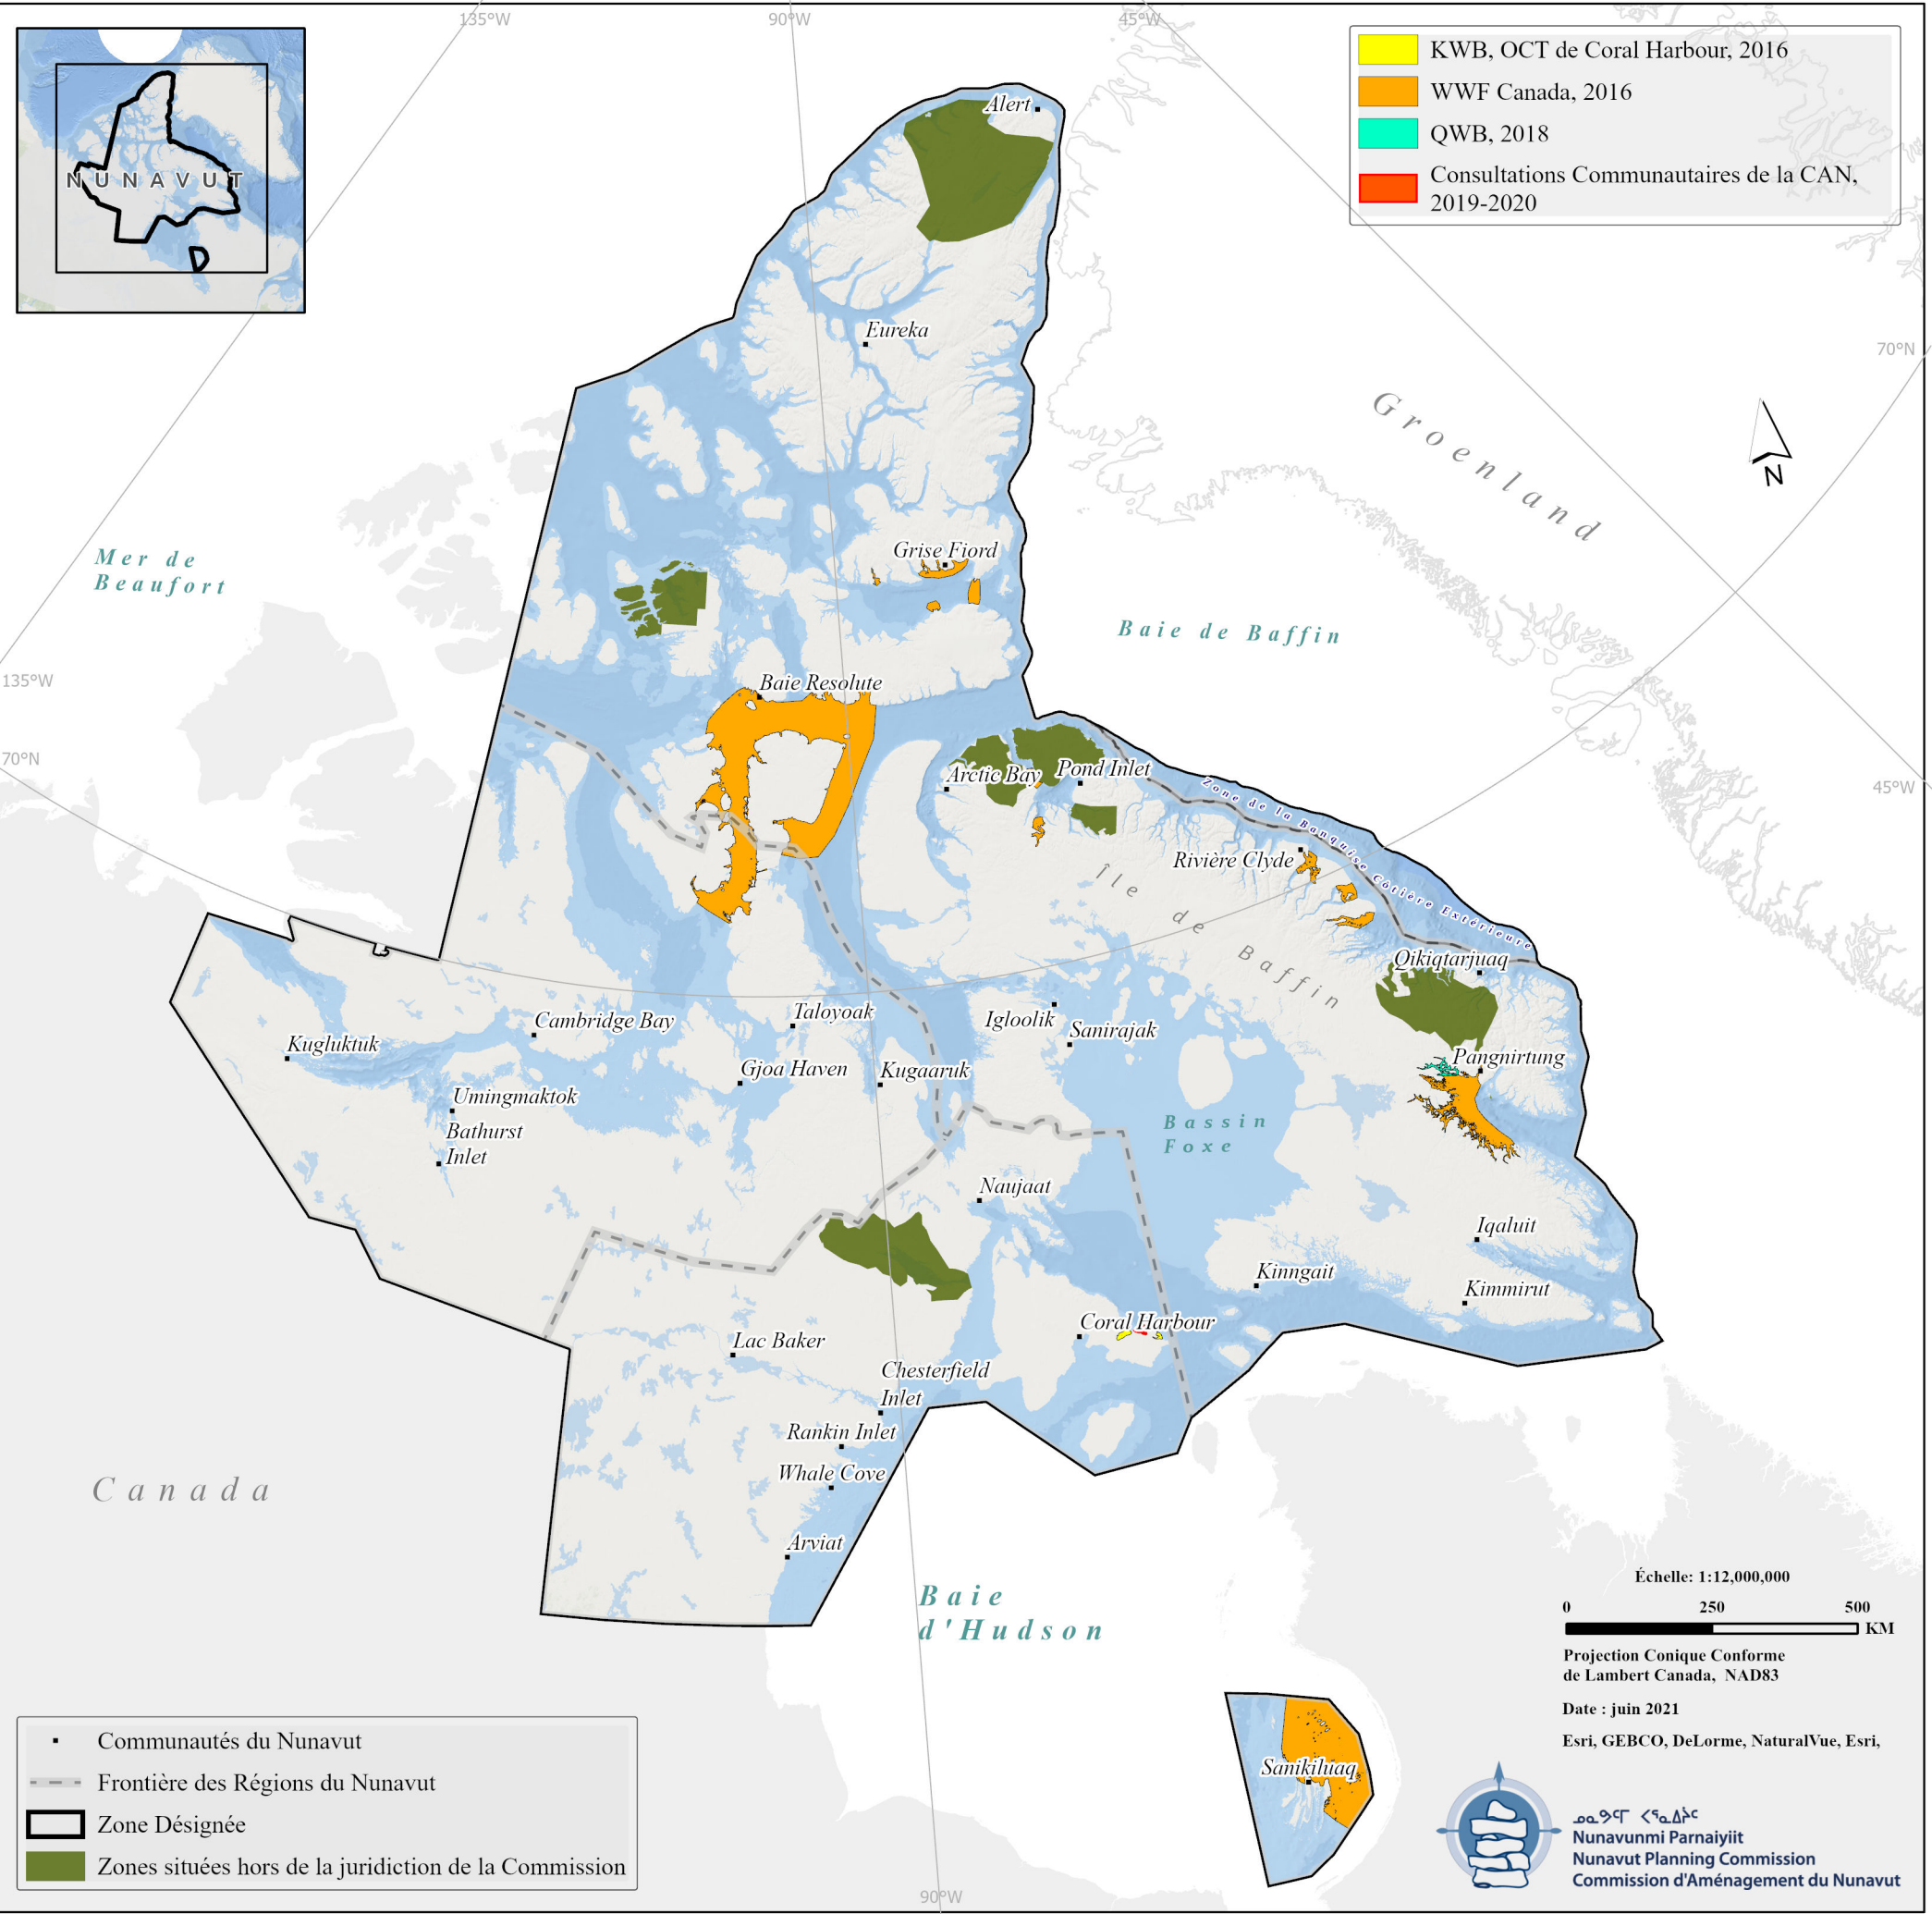 135°W
90°W
45°W
NUNAVUT
KWB, OCT de Coral Harbour, 2016
WWF Canada, 2016
QWB, 2018
Consultations Communautaires de la CAN,
2019-2020
Alert
Eureka
70°N
Groenland
N
Mer de
Beaufort
Grise Fiord
Baie de Baffin
135°W
Baie Resolute
70°N
Arctic Bay
Pond Inlet
Zone de la Banquise Côtière Extérieure
45°W
Rivière Clyde
Île de Baffin
Qikiqtarjuaq
Taloyoak
Igloolik
Cambridge Bay
Sanirajak
Kugluktuk
Pangnirtung
Gjoa Haven
Kugaaruk
Umingmaktok
Bathurst
Inlet
Bassin
Foxe
Naujaat
Iqaluit
Kinngait
Kimmirut
Coral Harbour
Lac Baker
Chesterfield
Inlet
Rankin Inlet
Whale Cove
Canada
Arviat
Baie
d'Hudson
Échelle: 1:12,000,000
0 250 500
KM
Projection Conique Conforme
de Lambert Canada, NAD83
Date : juin 2021
Esri, GEBCO, DeLorme, NaturalVue, Esri,
Sanikiluaq
Communautés du Nunavut
Frontière des Régions du Nunavut
Zone Désignée
Zones situées hors de la juridiction de la Commission
ᓄᓇᕗᒻᒥ ᐸᕐᓇᐃᔩᑦ
Nunavunmi Parnaiyiit
Nunavut Planning Commission
Commission d'Aménagement du Nunavut
90°W